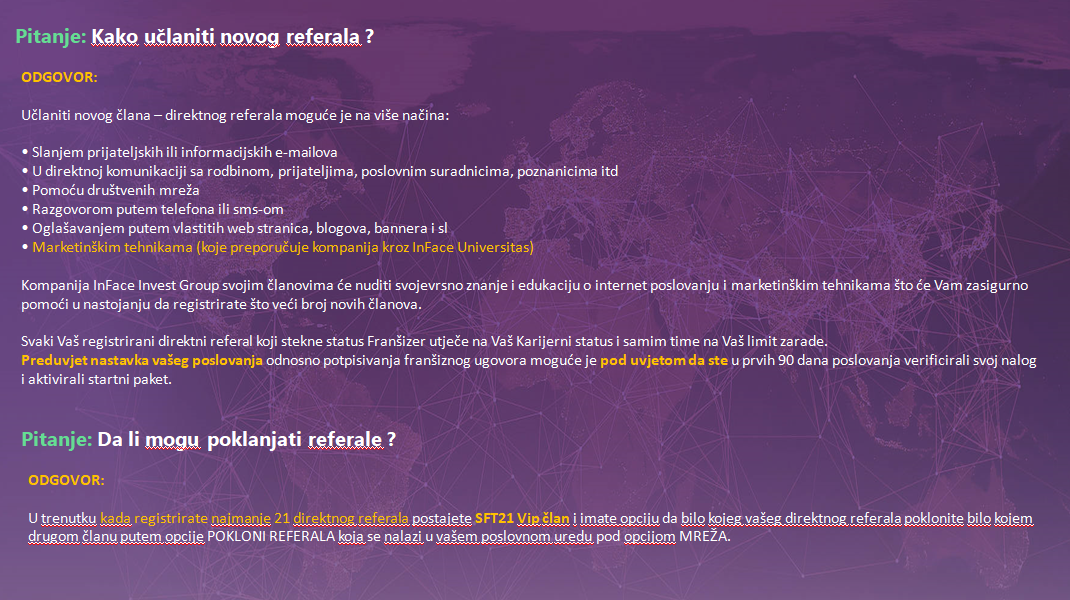 Pitanje: Kako učlaniti novog referala ?
ODGOVOR:
Učlaniti novog člana – direktnog referala moguće je na više načina:
• Slanjem prijateljskih ili informacijskih e-mailova
• U direktnoj komunikaciji sa rodbinom, prijateljima, poslovnim suradnicima, poznanicima itd
• Pomoću društvenih mreža
• Razgovorom putem telefona ili sms-om
• Oglašavanjem putem vlastitih web stranica, blogova, bannera i sl
• Marketinškim tehnikama (koje preporučuje kompanija kroz InFace Universitas)
Kompanija InFace Invest Group svojim članovima će nuditi svojevrsno znanje i edukaciju o internet poslovanju i marketinškim tehnikama što će Vam zasigurno
pomoći u nastojanju da registrirate što veći broj novih članova.
Svaki Vaš registrirani direktni referal koji stekne status Franšizer utječe na Vaš Karijerni status i samim time na Vaš limit zarade.
Preduvjet nastavka vašeg poslovanja odnosno potpisivanja franšiznog ugovora moguće je pod uvjetom da ste u prvih 90 dana poslovanja verificirali svoj nalog
i aktivirali startni paket.
Pitanje: Da li mogu poklanjati referale ?
ODGOVOR:
U trenutku kada registrirate najmanje 21 direktnog referala postajete SFT21 Vip član i imate opciju da bilo kojeg vašeg direktnog referala poklonite bilo kojem
drugom članu putem opcije POKLONI REFERALA koja se nalazi u vašem poslovnom uredu pod opcijom MREŽA.